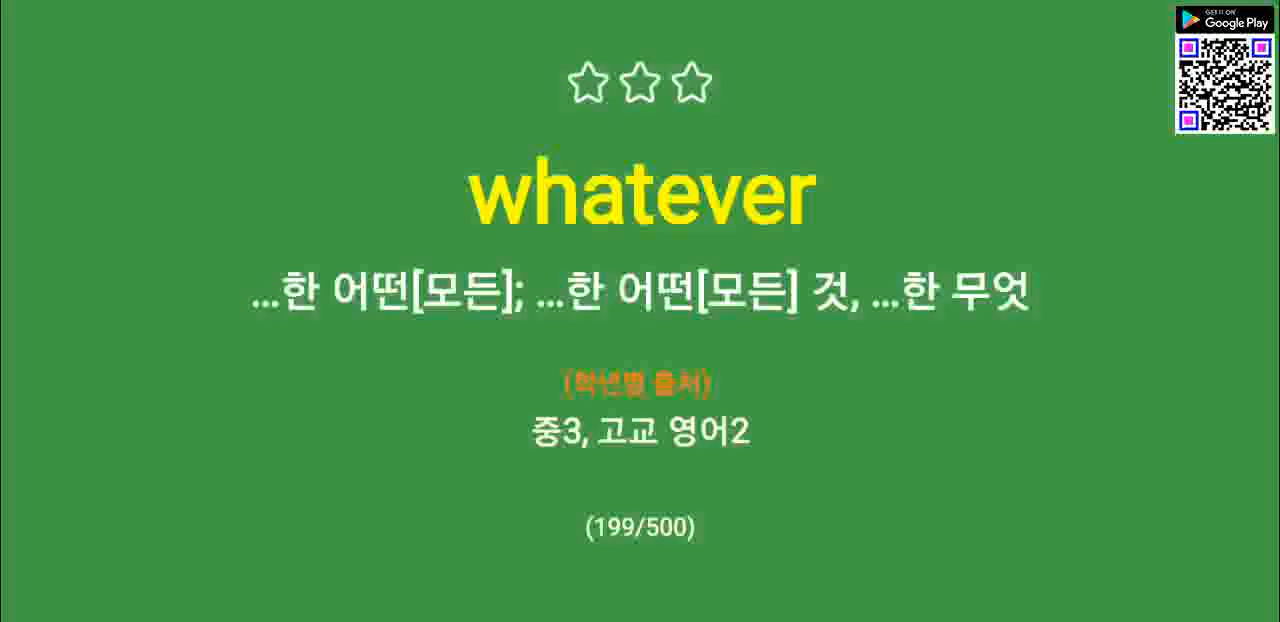 GET IT ON
Google Play
whatever
...한 어떤[모든]; ...한 어떤[모든] 것, ...한 무엇
(학년별 출처)
중3, 고교 영어2
(199/500)